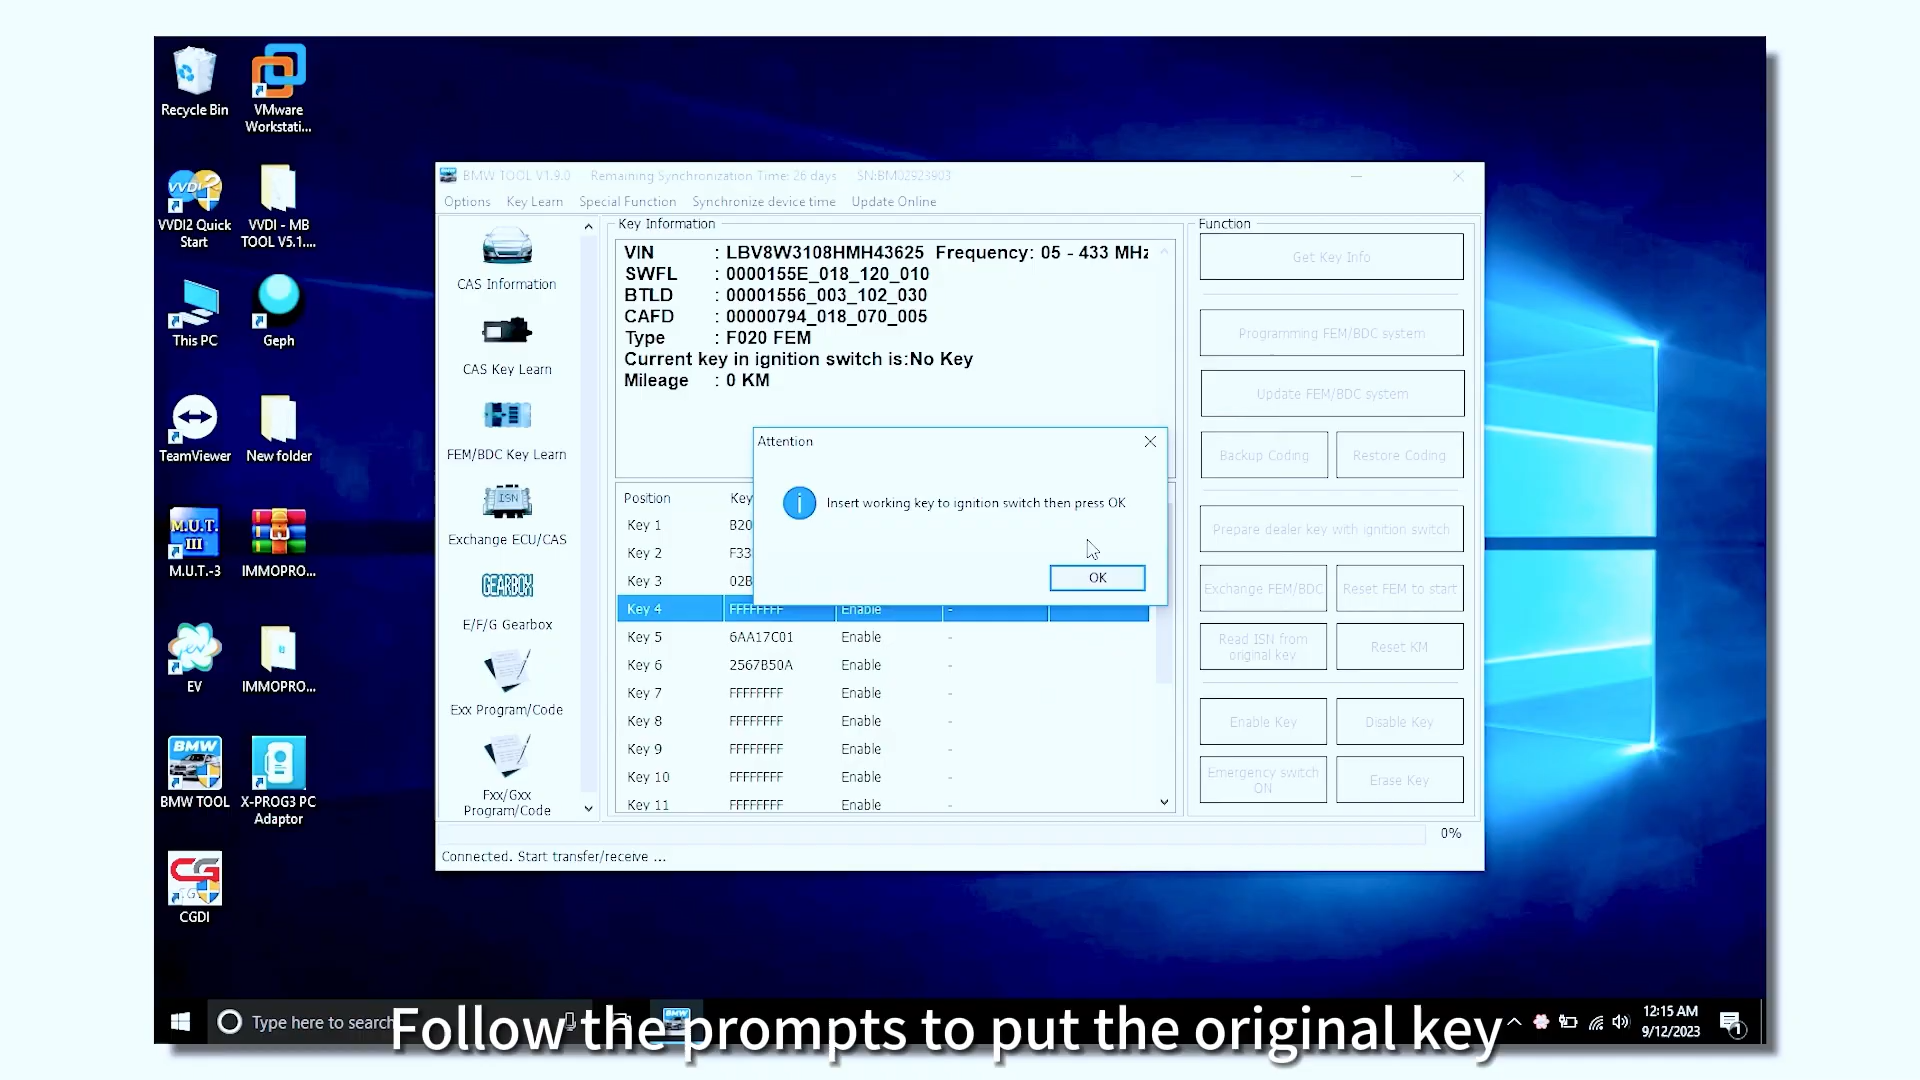 Recycle Bin
VMware
Workstati...
VVDI2 Quick
Start
VVDI - MB
TOOL V5.1....
This PC
Geph
TeamViewer
New folder
M.U.T.
III
M.U.T.-3
IMMOPRO...
EV
IMMOPRO...
BMW
BMW TOOL
X-PROG3 PC
Adaptor
CG
CGDI
BMW TOOL V1.9.0 Remaining Synchronization Time: 26 days SN:BM02923903
Options Key Learn Special Function Synchronize device time Update Online
CAS Information
CAS Key Learn
FEM/BDC Key Learn
ISN
Exchange ECU/CAS
GEARBOX
E/F/G Gearbox
Exx Program/Code
Fxx/Gxx
Program/Code
Key Information
VIN : LBV8W3108HMH43625 Frequency: 05 - 433 MHz
SWFL : 0000155E_018_120_010
BTLD : 00001556_003_102_030
CAFD : 00000794_018_070_005
Type : F020 FEM
Current key in ignition switch is:No Key
Mileage : 0 KM
Attention
Insert working key to ignition switch then press OK
OK
Position Key
Key 1 B20
Key 2 F33
Key 3 02B
Key 4 FFFFFFFF Enable -
Key 5 6AA17C01 Enable -
Key 6 2567B50A Enable -
Key 7 FFFFFFFF Enable -
Key 8 FFFFFFFF Enable -
Key 9 FFFFFFFF Enable -
Key 10 FFFFFFFF Enable -
Key 11 FFFFFFFF Enable -
Function
Get Key Info
Programming FEM/BDC system
Update FEM/BDC system
Backup Coding Restore Coding
Prepare dealer key with ignition switch
Exchange FEM/BDC Reset FEM to start
Read ISN from
original key
Reset KM
Enable Key Disable Key
Emergency switch
ON
Erase Key
0%
Connected. Start transfer/receive ...
Type here to search
12:15 AM
9/12/2023
1
Follow the prompts to put the original key